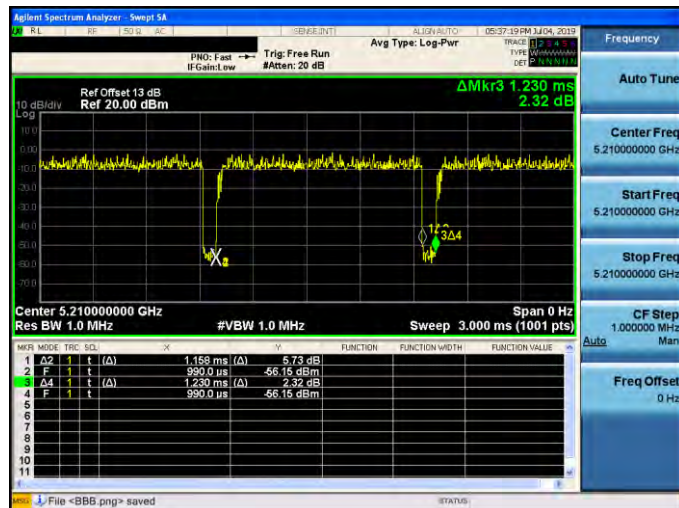 Agilent Spectrum Analyzer - Swept SA
RL RF 50 Ω AC SENSE:INT ALIGN AUTO 05:37:19 PM Jul 04, 2019
Avg Type: Log-Pwr
TRACE 1 2 3 4 5 6
TYPE
DET P N N N N N
PNO: Fast
IFGain:Low
Trig: Free Run
#Atten: 20 dB
Frequency
ΔMkr3 1.230 ms
2.32 dB
Ref Offset 13 dB
10 dB/div Ref 20.00 dBm
Log
10.0
0.00
-10.0
-20.0
-30.0
-40.0
-50.0
-60.0
-70.0
3Δ4
X
Center 5.210000000 GHz
Span 0 Hz
Res BW 1.0 MHz
#VBW 1.0 MHz
Sweep 3.000 ms (1001 pts)
MKR MODE TRC SCL X Y FUNCTION FUNCTION WIDTH FUNCTION VALUE
1 Δ2 1 t (Δ) 1.158 ms (Δ) 5.73 dB
2 F 1 t 990.0 µs -56.15 dBm
3 Δ4 1 t (Δ) 1.230 ms (Δ) 2.32 dB
4 F 1 t 990.0 µs -56.15 dBm
5
6
7
8
9
10
11
Auto Tune
Center Freq
5.210000000 GHz
Start Freq
5.210000000 GHz
Stop Freq
5.210000000 GHz
CF Step
1.000000 MHz
Auto Man
Freq Offset
0 Hz
MSG File <BBB.png> saved
STATUS